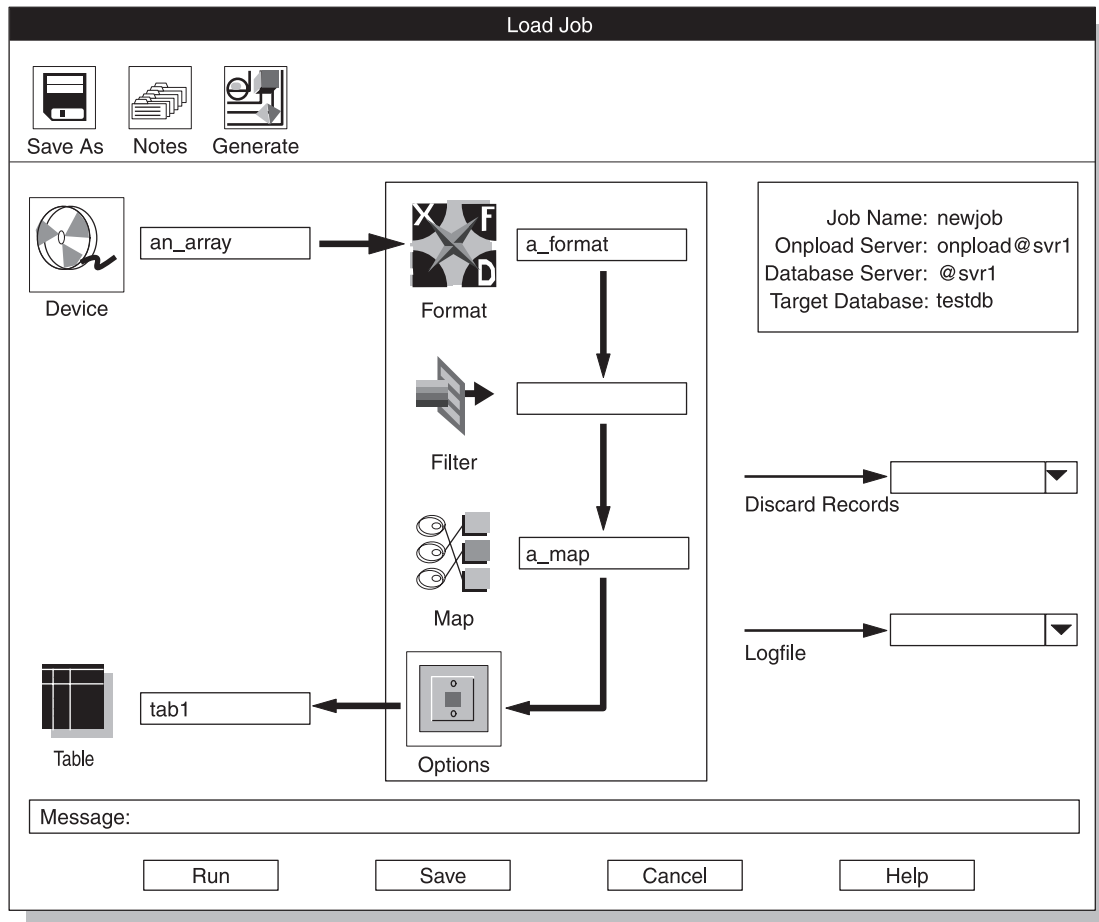 Load Job
Save As
Notes
Generate
Device
an_array
X
F
D
Format
a_format
Job Name: newjob
Onpload Server: onpload@svr1
Database Server: @svr1
Target Database: testdb
Filter
Discard Records
Map
a_map
Logfile
Table
tab1
Options
Message:
Run
Save
Cancel
Help